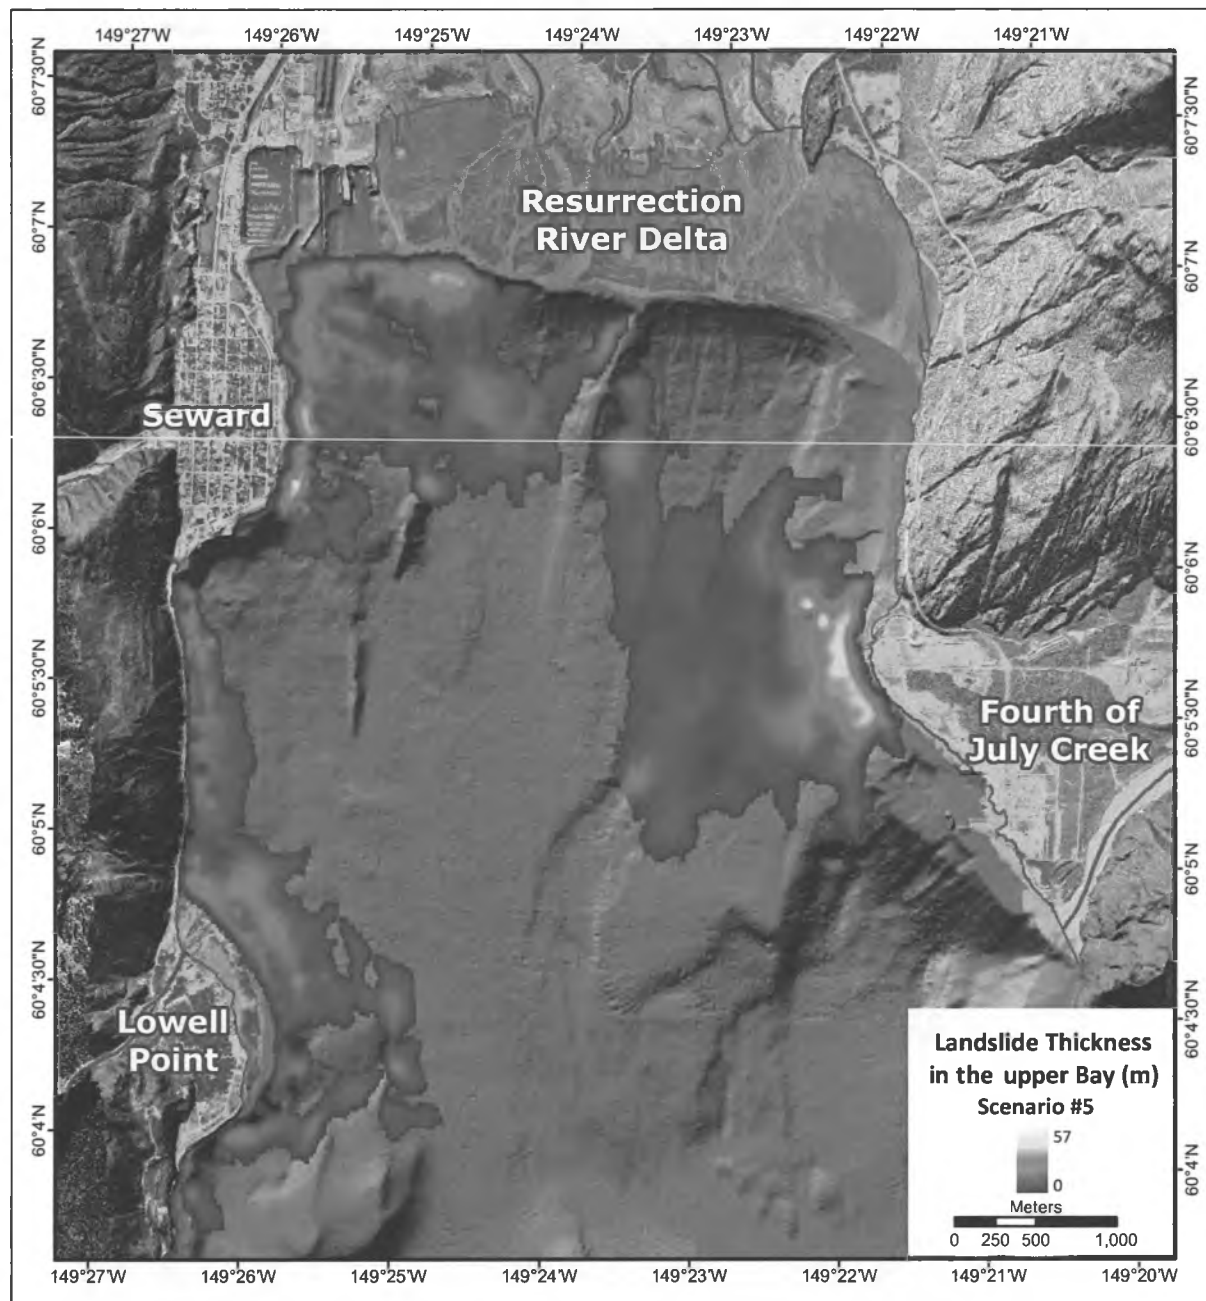 149°27'W 149°26'W 149°25'W 149°24'W 149°23'W 149°22'W 149°21'W
60°7'30"N
60°7'N
60°6'30"N
60°6'N
60°5'30"N
60°5'N
60°4'30"N
60°4'N
60°7'30"N
60°7'N
60°6'30"N
60°6'N
60°5'30"N
60°5'N
60°4'30"N
60°4'N
Resurrection
River Delta
Seward
Fourth of
July Creek
Lowell
Point
Landslide Thickness
in the upper Bay (m)
Scenario #5
57
0
Meters
0 250 500 1,000
149°27'W 149°26'W 149°25'W 149°24'W 149°23'W 149°22'W 149°21'W 149°20'W